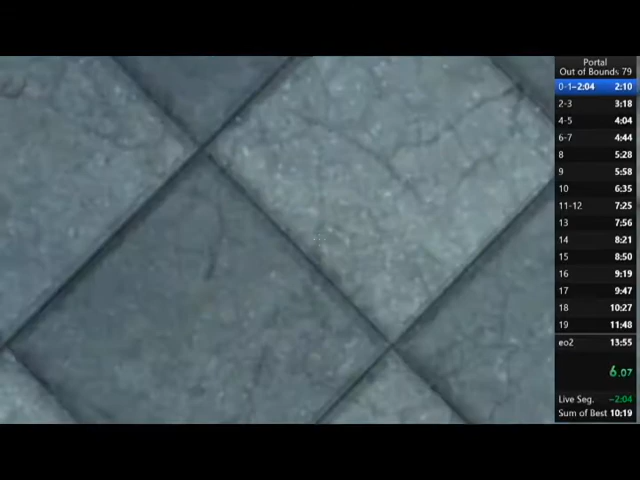 Portal
Out of Bounds 79
0-1 −2:04 2:10
2-3 3:18
4-5 4:04
6-7 4:44
8 5:28
9 5:58
10 6:35
11-12 7:25
13 7:56
14 8:21
15 8:50
16 9:19
17 9:47
18 10:27
19 11:48
eo2 13:55
6.07
Live Seg. −2:04
Sum of Best 10:19